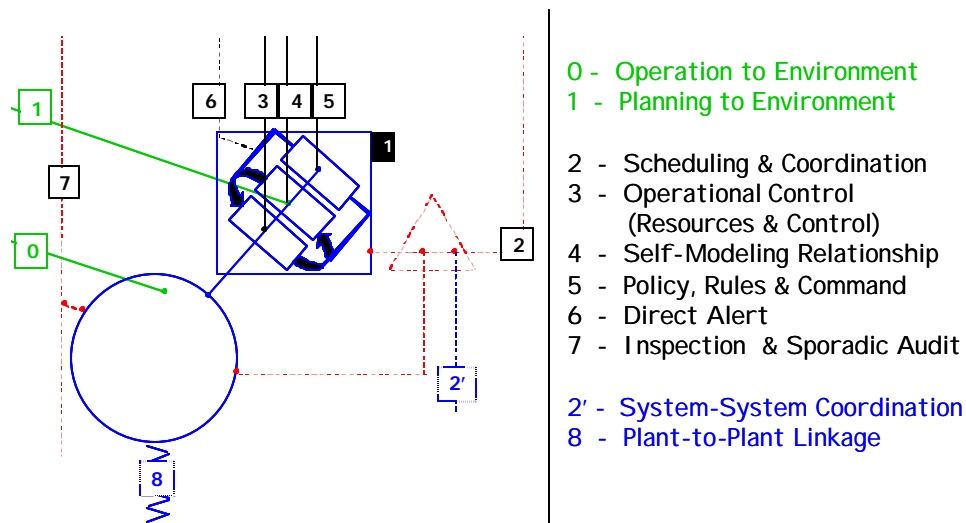 6 3 4 5
1
1
7
0
2
2'
8
0 - Operation to Environment
1 - Planning to Environment
2 - Scheduling & Coordination
3 - Operational Control
(Resources & Control)
4 - Self-Modeling Relationship
5 - Policy, Rules & Command
6 - Direct Alert
7 - Inspection & Sporadic Audit
2' - System-System Coordination
8 - Plant-to-Plant Linkage